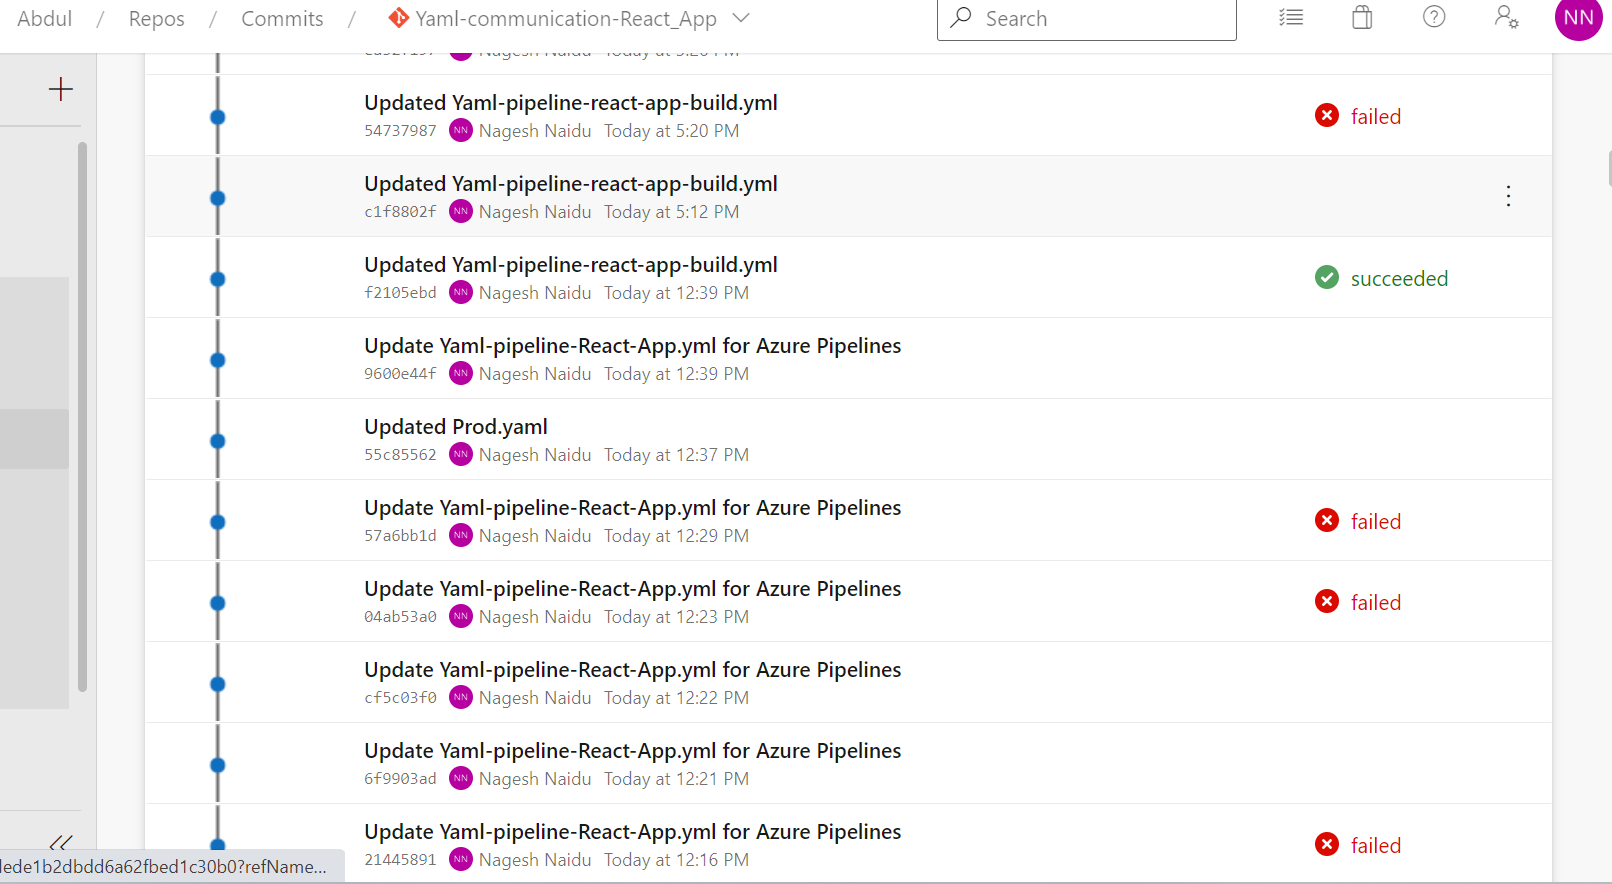 Abdul / Repos / Commits / Yaml-communication-React_App
Search
NN
Nagesh Naidu
Updated Yaml-pipeline-react-app-build.yml
54737987 NN Nagesh Naidu Today at 5:20 PM
failed
Updated Yaml-pipeline-react-app-build.yml
c1f8802f NN Nagesh Naidu Today at 5:12 PM
Updated Yaml-pipeline-react-app-build.yml
f2105ebd NN Nagesh Naidu Today at 12:39 PM
succeeded
Update Yaml-pipeline-React-App.yml for Azure Pipelines
9600e44f NN Nagesh Naidu Today at 12:39 PM
Updated Prod.yaml
55c85562 NN Nagesh Naidu Today at 12:37 PM
Update Yaml-pipeline-React-App.yml for Azure Pipelines
57a6bb1d NN Nagesh Naidu Today at 12:29 PM
failed
Update Yaml-pipeline-React-App.yml for Azure Pipelines
04ab53a0 NN Nagesh Naidu Today at 12:23 PM
failed
Update Yaml-pipeline-React-App.yml for Azure Pipelines
cf5c03f0 NN Nagesh Naidu Today at 12:22 PM
Update Yaml-pipeline-React-App.yml for Azure Pipelines
6f9903ad NN Nagesh Naidu Today at 12:21 PM
Update Yaml-pipeline-React-App.yml for Azure Pipelines
21445891 NN Nagesh Naidu Today at 12:16 PM
failed
lede1b2dbdd6a62fbed1c30b0?refName...